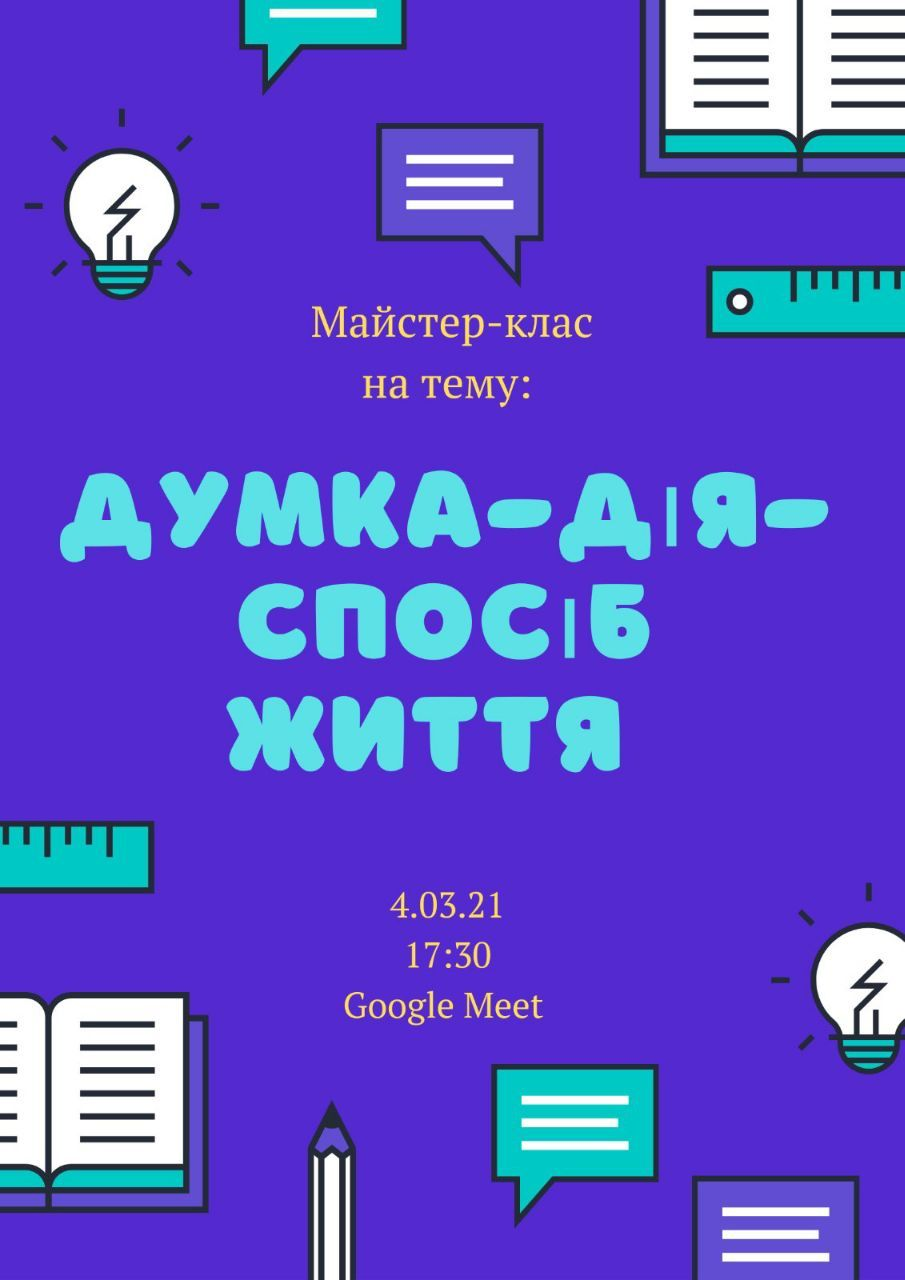 Майстер-клас
на тему:
ДУМКА-ДІЯ-
СПОСІБ
ЖИТТЯ
4.03.21
17:30
Google Meet